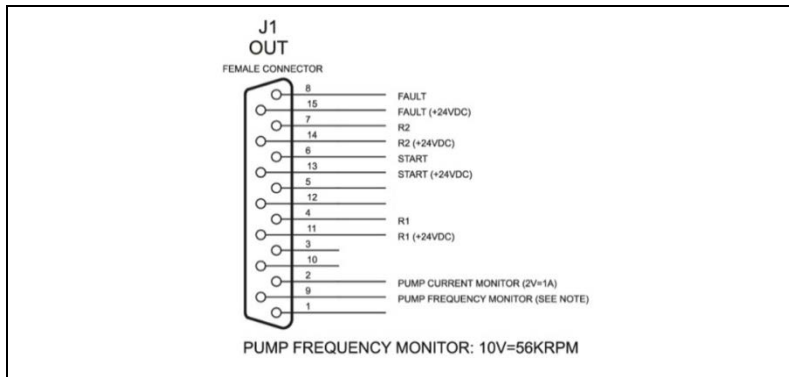 J1
OUT
FEMALE CONNECTOR
8 FAULT
15 FAULT (+24VDC)
7 R2
14 R2 (+24VDC)
6 START
13 START (+24VDC)
5
12
4 R1
11 R1 (+24VDC)
3
10
2 PUMP CURRENT MONITOR (2V=1A)
9 PUMP FREQUENCY MONITOR (SEE NOTE)
1
PUMP FREQUENCY MONITOR: 10V=56KRPM